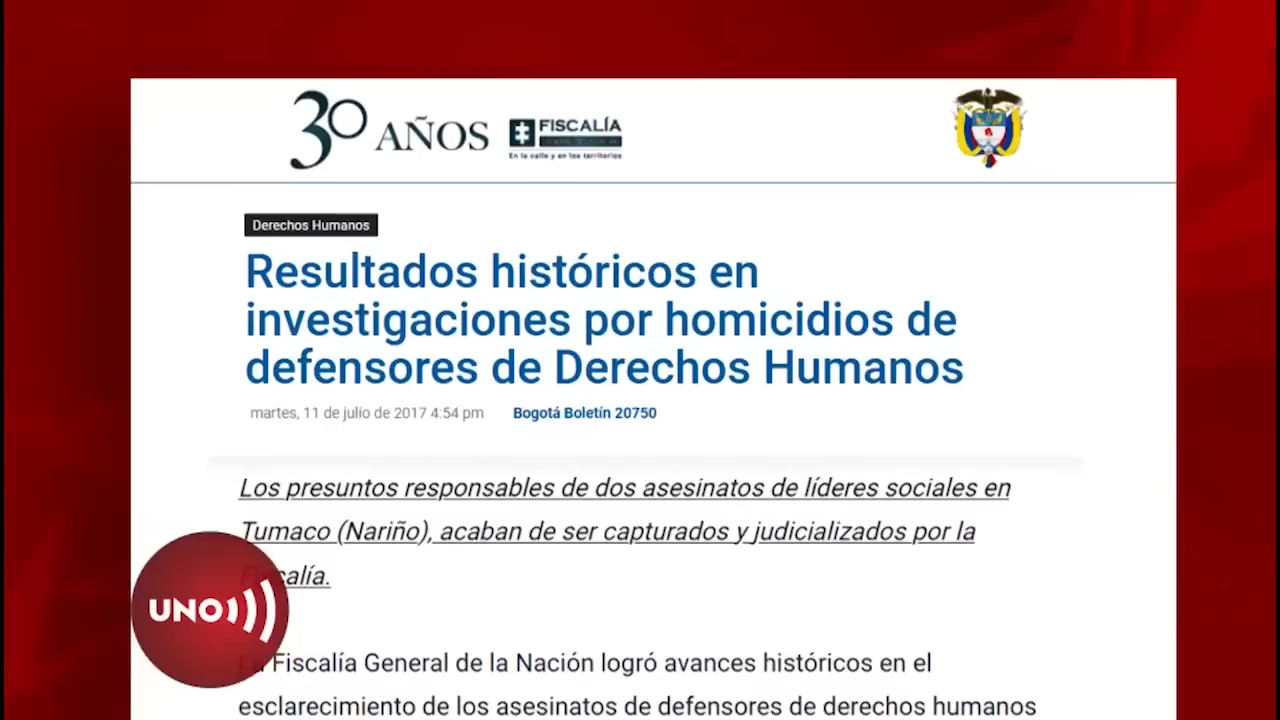 30 AÑOS
FISCALÍA
En la calle y en los territorios
Derechos Humanos
Resultados históricos en
investigaciones por homicidios de
defensores de Derechos Humanos
martes, 11 de julio de 2017 4:54 pm Bogotá Boletín 20750
Los presuntos responsables de dos asesinatos de líderes sociales en
Tumaco (Nariño), acaban de ser capturados y judicializados por la
Fiscalía.
UNO
La Fiscalía General de la Nación logró avances históricos en el
esclarecimiento de los asesinatos de defensores de derechos humanos